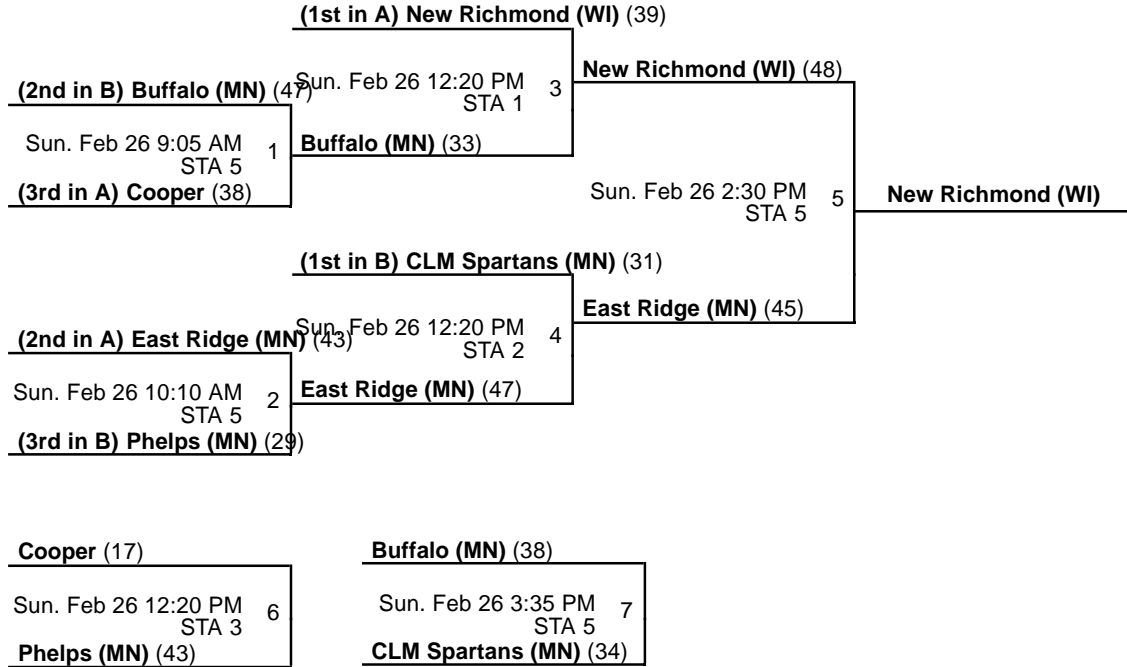 (1st in A) New Richmond (WI) (39)
Sun. Feb 26 12:20 PM 3
STA 1
New Richmond (WI) (48)
(2nd in B) Buffalo (MN) (47)
Sun. Feb 26 9:05 AM 1
STA 5
Buffalo (MN) (33)
(3rd in A) Cooper (38)
Sun. Feb 26 2:30 PM 5
STA 5
New Richmond (WI)
(1st in B) CLM Spartans (MN) (31)
Sun. Feb 26 12:20 PM 4
STA 2
East Ridge (MN) (45)
(2nd in A) East Ridge (MN) (43)
Sun. Feb 26 10:10 AM 2
STA 5
East Ridge (MN) (47)
(3rd in B) Phelps (MN) (29)
Cooper (17)
Sun. Feb 26 12:20 PM 6
STA 3
Phelps (MN) (43)
Buffalo (MN) (38)
Sun. Feb 26 3:35 PM 7
STA 5
CLM Spartans (MN) (34)